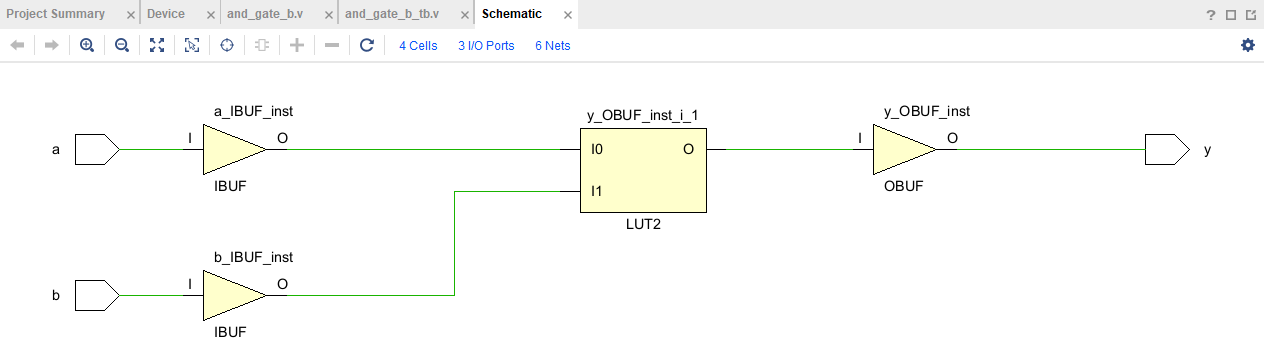 Project Summary × Device × and_gate_b.v × and_gate_b_tb.v × Schematic ×
?
4 Cells 3 I/O Ports 6 Nets
a_IBUF_inst y_OBUF_inst_i_1 y_OBUF_inst
a I O I0 O I O y
IBUF I1 OBUF
LUT2
b_IBUF_inst
b I O
IBUF